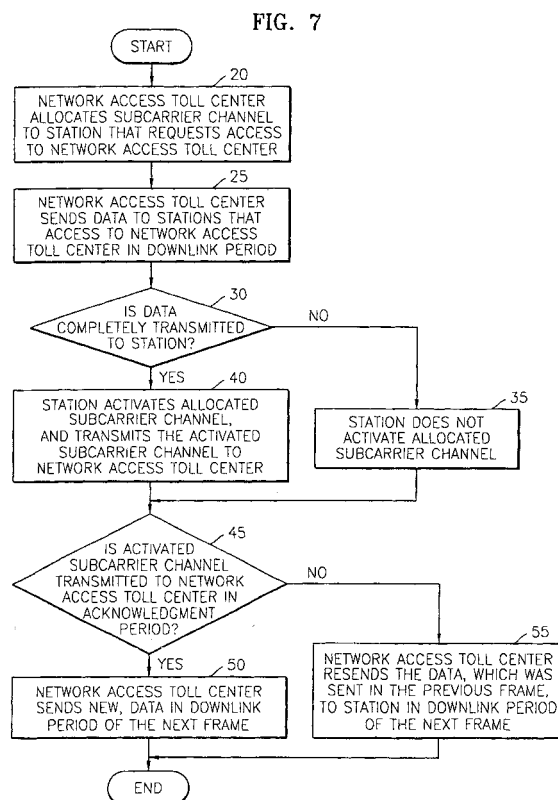 FIG. 7
START
20
NETWORK ACCESS TOLL CENTER
ALLOCATES SUBCARRIER CHANNEL
TO STATION THAT REQUESTS ACCESS
TO NETWORK ACCESS TOLL CENTER
25
NETWORK ACCESS TOLL CENTER
SENDS DATA TO STATIONS THAT
ACCESS TO NETWORK ACCESS
TOLL CENTER IN DOWNLINK PERIOD
30
IS DATA
COMPLETELY TRANSMITTED
TO STATION?
NO
YES
40
STATION ACTIVATES ALLOCATED
SUBCARRIER CHANNEL,
AND TRANSMITS THE ACTIVATED
SUBCARRIER CHANNEL TO
NETWORK ACCESS TOLL CENTER
35
STATION DOES NOT
ACTIVATE ALLOCATED
SUBCARRIER CHANNEL
45
IS ACTIVATED
SUBCARRIER CHANNEL
TRANSMITTED TO NETWORK
ACCESS TOLL CENTER IN
ACKNOWLEDGMENT
PERIOD?
NO
YES
50
NETWORK ACCESS TOLL CENTER
SENDS NEW, DATA IN DOWNLINK
PERIOD OF THE NEXT FRAME
55
NETWORK ACCESS TOLL CENTER
RESENDS THE DATA, WHICH WAS
SENT IN THE PREVIOUS FRAME,
TO STATION IN DOWNLINK PERIOD
OF THE NEXT FRAME
END